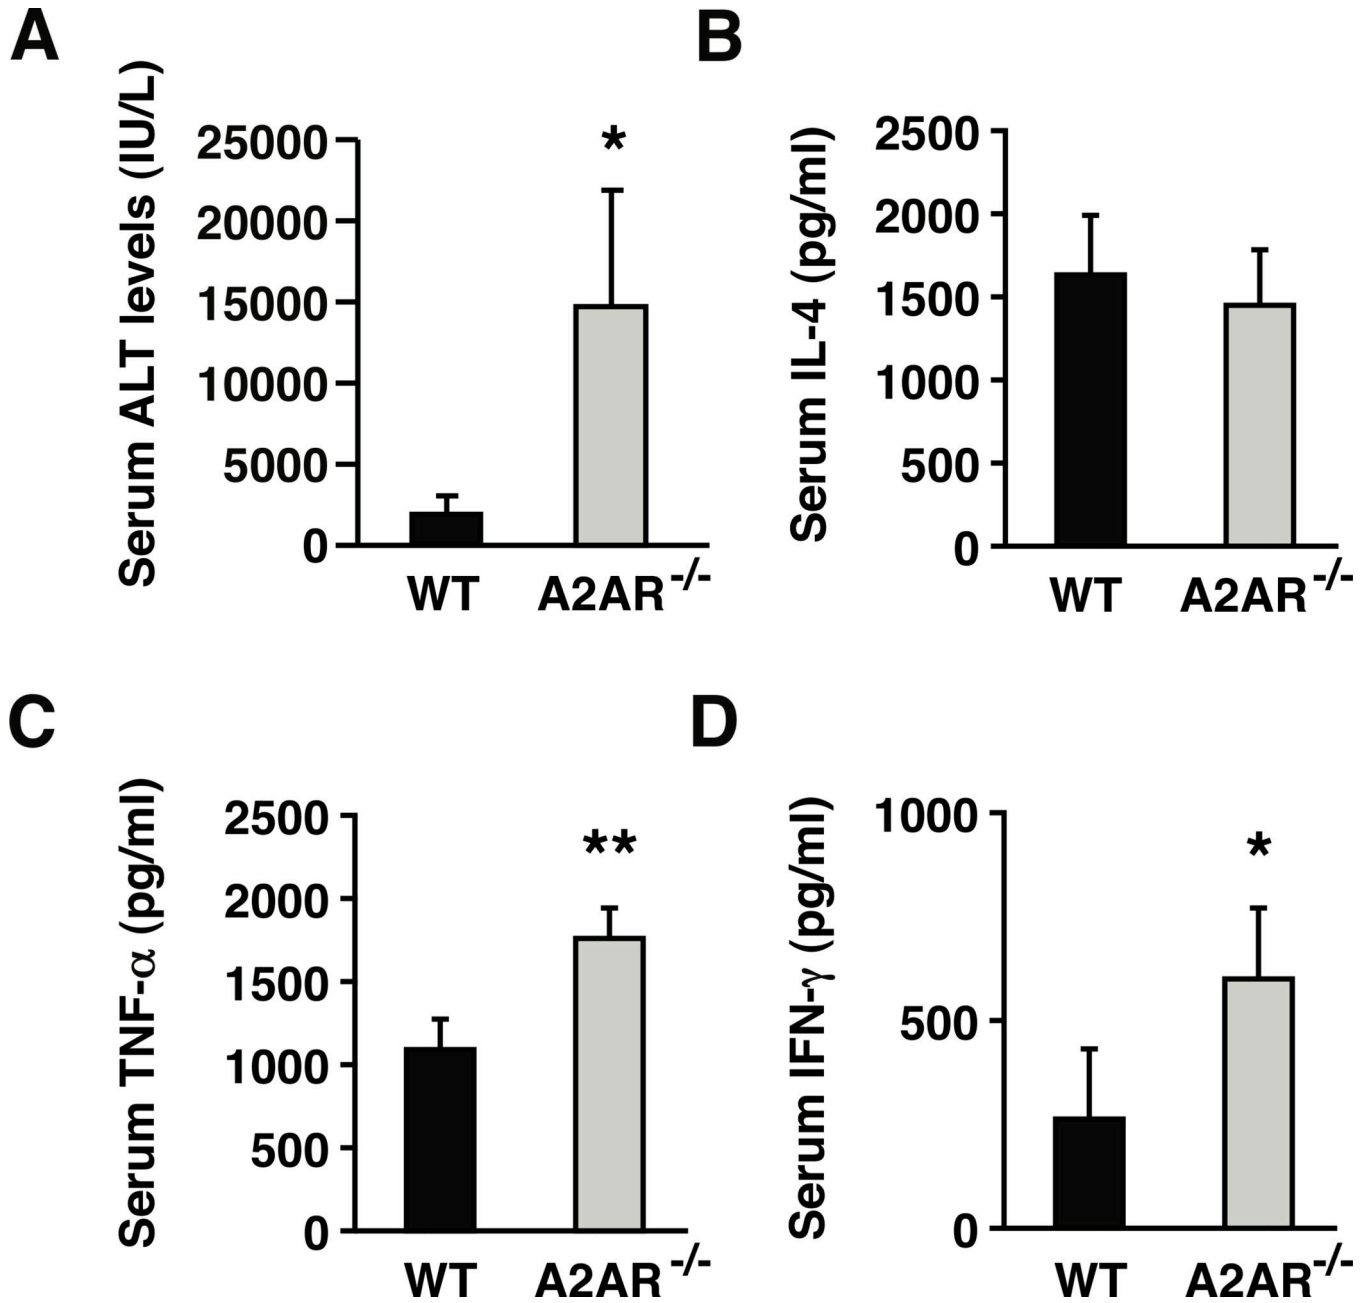 A
Serum ALT levels (IU/L)
25000
20000
15000
10000
5000
0
*
WT
A2AR-/-
B
Serum IL-4 (pg/ml)
2500
2000
1500
1000
500
0
WT
A2AR-/-
C
Serum TNF-α (pg/ml)
2500
2000
1500
1000
500
0
**
WT
A2AR-/-
D
Serum IFN-γ (pg/ml)
1000
500
0
*
WT
A2AR-/-